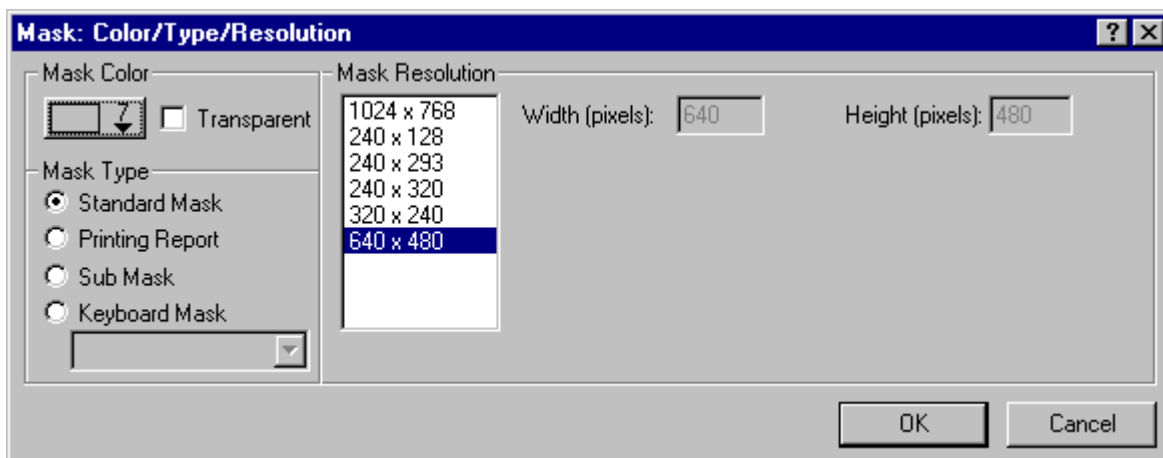 Mask: Color/Type/Resolution
Mask Color
7
Transparent
Mask Type
Standard Mask
Printing Report
Sub Mask
Keyboard Mask
Mask Resolution
1024 x 768
240 x 128
240 x 293
240 x 320
320 x 240
640 x 480
Width (pixels): 640 Height (pixels): 480
OK Cancel